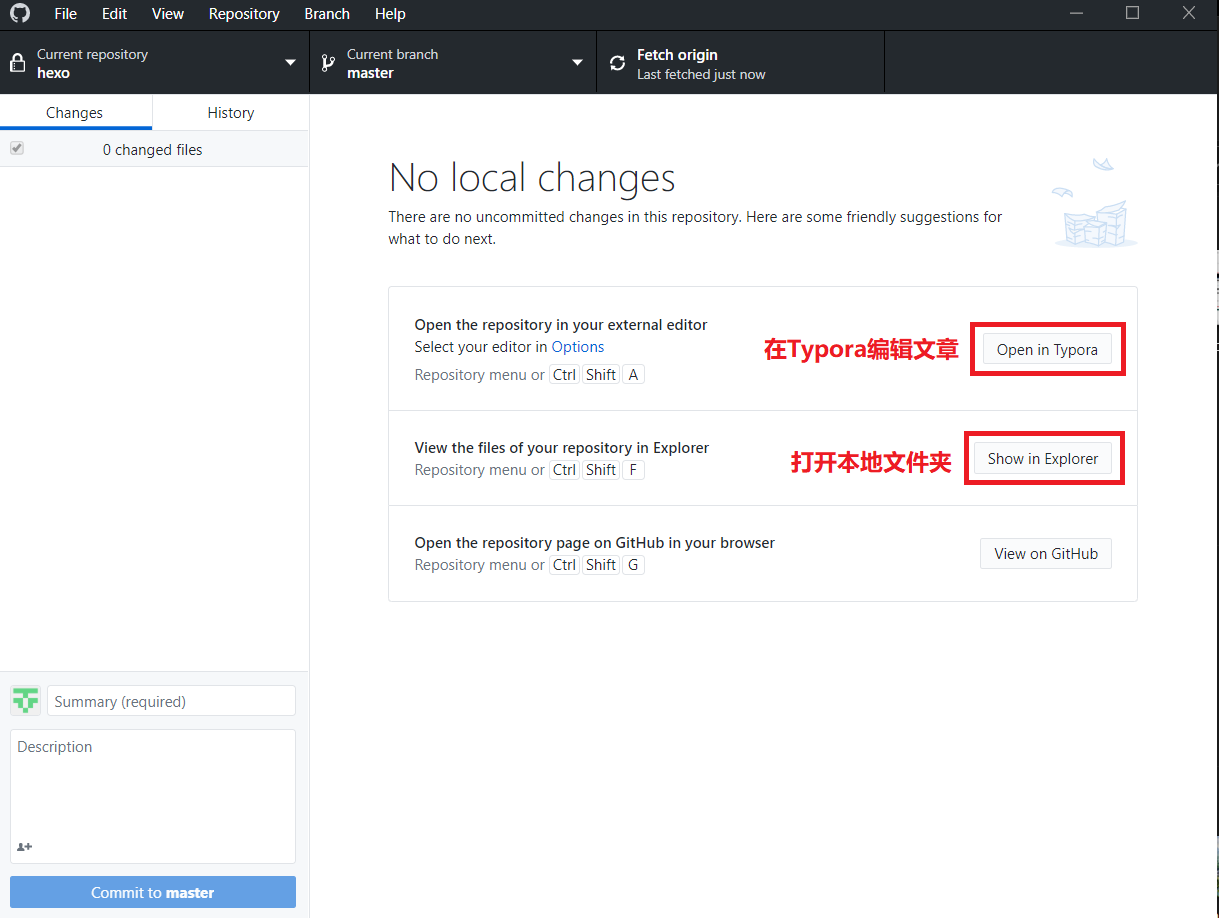 File Edit View Repository Branch Help
Current repository
hexo
Current branch
master
Fetch origin
Last fetched just now
Changes
History
0 changed files
No local changes
There are no uncommitted changes in this repository. Here are some friendly suggestions for
what to do next.
Open the repository in your external editor
Select your editor in Options
Repository menu or Ctrl Shift A
在Typora编辑文章
Open in Typora
View the files of your repository in Explorer
Repository menu or Ctrl Shift F
打开本地文件夹
Show in Explorer
Open the repository page on GitHub in your browser
Repository menu or Ctrl Shift G
View on GitHub
Summary (required)
Description
Commit to master